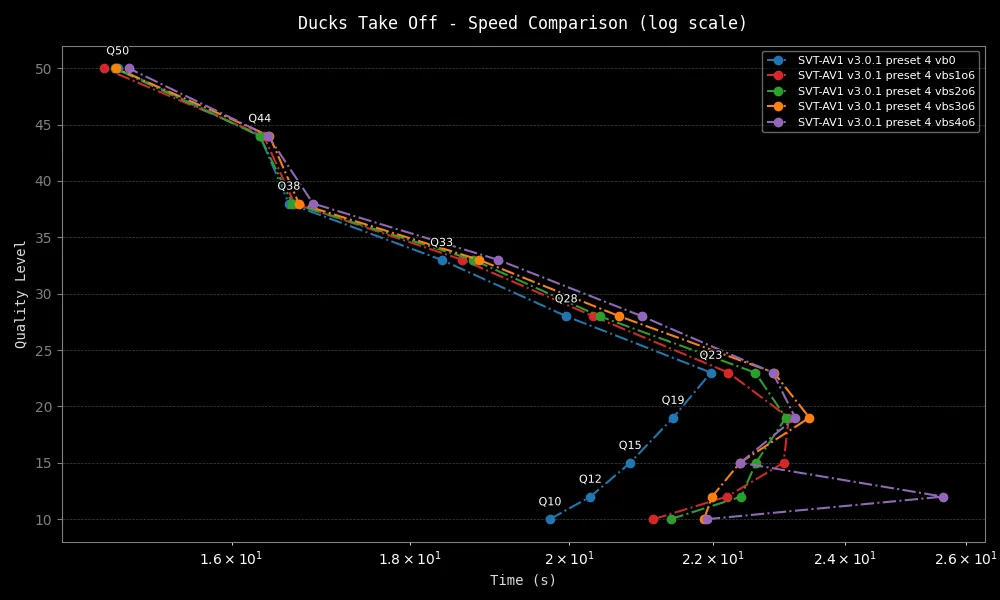 Ducks Take Off - Speed Comparison (log scale)
SVT-AV1 v3.0.1 preset 4 vb0
SVT-AV1 v3.0.1 preset 4 vbs1o6
SVT-AV1 v3.0.1 preset 4 vbs2o6
SVT-AV1 v3.0.1 preset 4 vbs3o6
SVT-AV1 v3.0.1 preset 4 vbs4o6
Quality Level
50
45
40
35
30
25
20
15
10
Q50
Q44
Q38
Q33
Q28
Q23
Q19
Q15
Q12
Q10
1.6 × 10¹
1.8 × 10¹
2 × 10¹
2.2 × 10¹
2.4 × 10¹
2.6 × 10¹
Time (s)